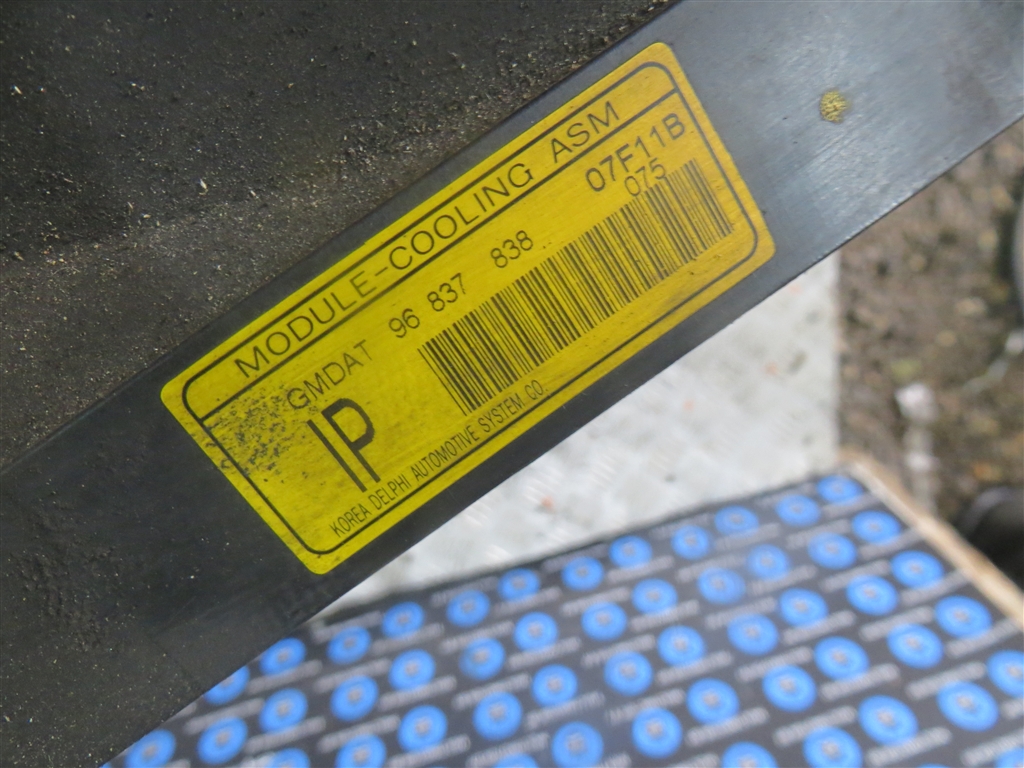 MODULE-COOLING ASM
GMDAT 96 837 838 07F11B
075
IP
KOREA DELPHI AUTOMOTIVE SYSTEM. CO.